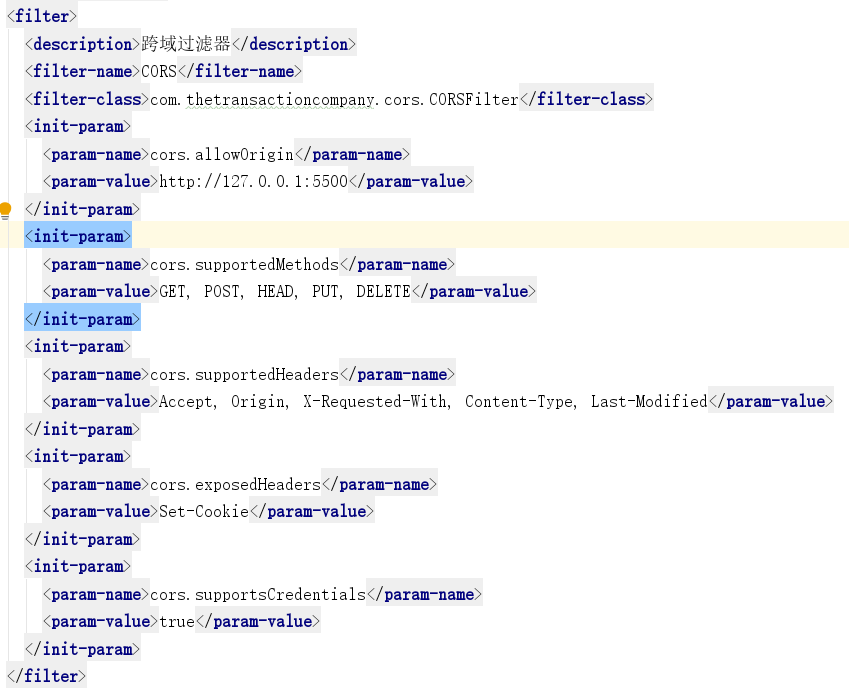 <filter>
<description>跨域过滤器</description>
<filter-name>CORS</filter-name>
<filter-class>com.thetransactioncompany.cors.CORSFilter</filter-class>
<init-param>
<param-name>cors.allowOrigin</param-name>
<param-value>http://127.0.0.1:5500</param-value>
</init-param>
<init-param>
<param-name>cors.supportedMethods</param-name>
<param-value>GET, POST, HEAD, PUT, DELETE</param-value>
</init-param>
<init-param>
<param-name>cors.supportedHeaders</param-name>
<param-value>Accept, Origin, X-Requested-With, Content-Type, Last-Modified</param-value>
</init-param>
<init-param>
<param-name>cors.exposedHeaders</param-name>
<param-value>Set-Cookie</param-value>
</init-param>
<init-param>
<param-name>cors.supportsCredentials</param-name>
<param-value>true</param-value>
</init-param>
</filter>